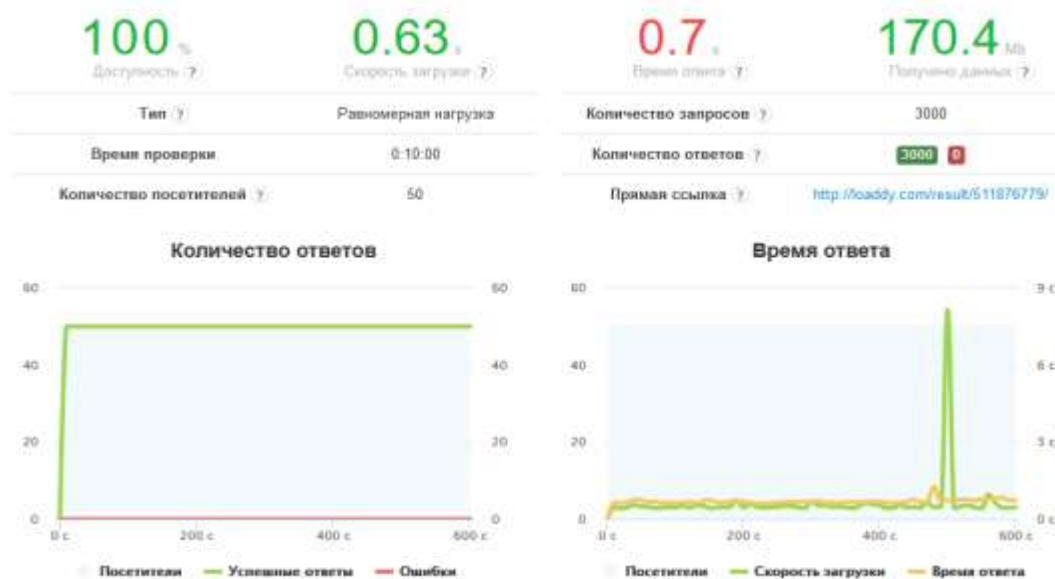 100 % 0.63 s 0.7 s 170.4 Mb
Доступность ? Скорость загрузки ? Время ответа ? Получено данных ?
Тип ? Равномерная нагрузка Количество запросов ? 3000
Время проверки 0:10:00 Количество ответов ? 3000 0
Количество посетителей ? 50 Прямая ссылка ? http://loaddy.com/result/511876779/
Количество ответов Время ответа
60 60 60 9 с
40 40 40 6 с
20 20 20 3 с
0 0 0 0 с
0 с 200 с 400 с 600 с 0 с 200 с 400 с 600 с
Посетители Успешные ответы Ошибки Посетители Скорость загрузки Время ответа